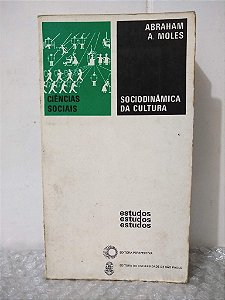 ABRAHAM
A. MOLES
CIÊNCIAS
SOCIAIS
SOCIODINÂMICA
DA CULTURA
estudos
estudos
estudos
EDITORA PERSPECTIVA
EDITORA DA UNIVERSIDADE DE SÃO PAULO